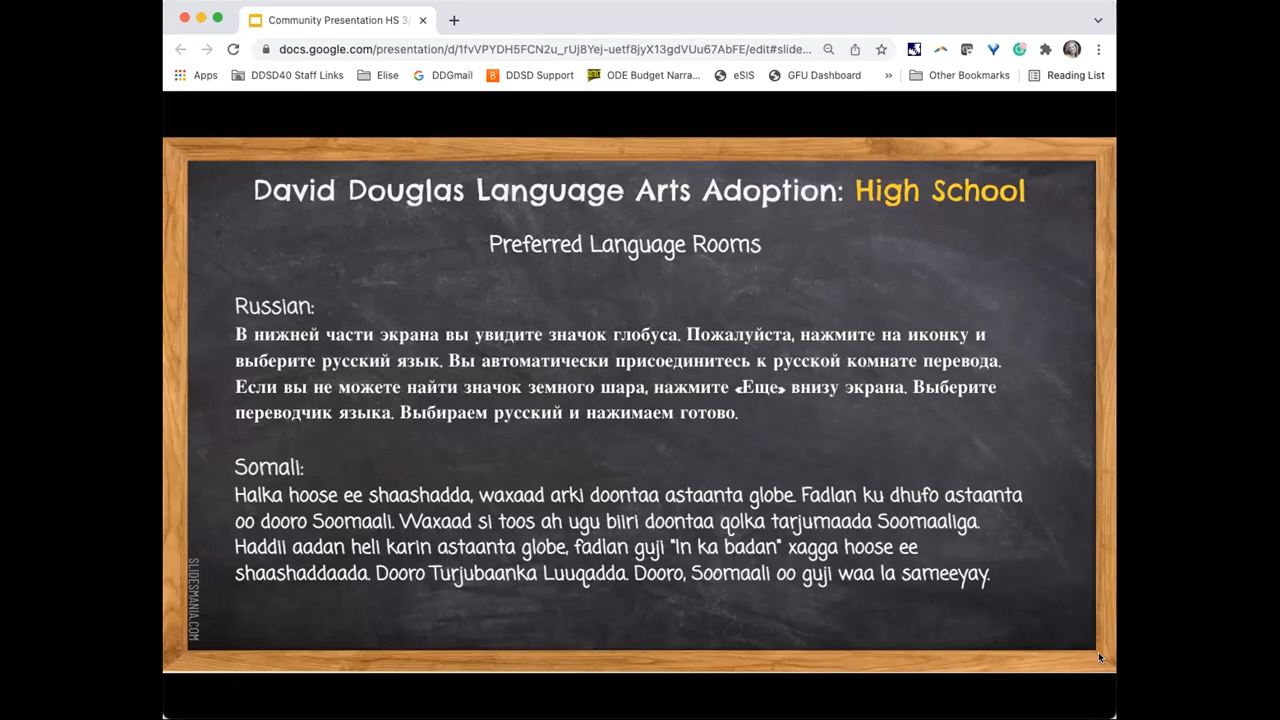 Community Presentation HS 3/
docs.google.com/presentation/d/1fvVPYDH5FCN2u_rUj8Yej-uetf8jyX13gdVUu67AbFE/edit#slide...
Apps DDSD40 Staff Links Elise DDGmail DDSD Support ODE Budget Narra... eSIS GFU Dashboard » Other Bookmarks Reading List
David Douglas Language Arts Adoption: High School
Preferred Language Rooms
Russian:
В нижней части экрана вы увидите значок глобуса. Пожалуйста, нажмите на иконку и
выберите русский язык. Вы автоматически присоединитесь к русской комнате перевода.
Если вы не можете найти значок земного шара, нажмите «Еще» внизу экрана. Выберите
переводчик языка. Выбираем русский и нажимаем готово.
Somali:
Halka hoose ee shaashadda, waxaad arki doontaa astaanta globe. Fadlan ku dhufo astaanta
oo dooro Soomaali. Waxaad si toos ah ugu biiri doontaa qolka tarjumaada Soomaaliga.
Haddii aadan heli karin astaanta globe, fadlan guji "In ka badan" xagga hoose ee
shaashaddaada. Dooro Turjubaanka Luuqadda. Dooro, Soomaali oo guji waa la sameeyay.
SLIDESMANIA.COM